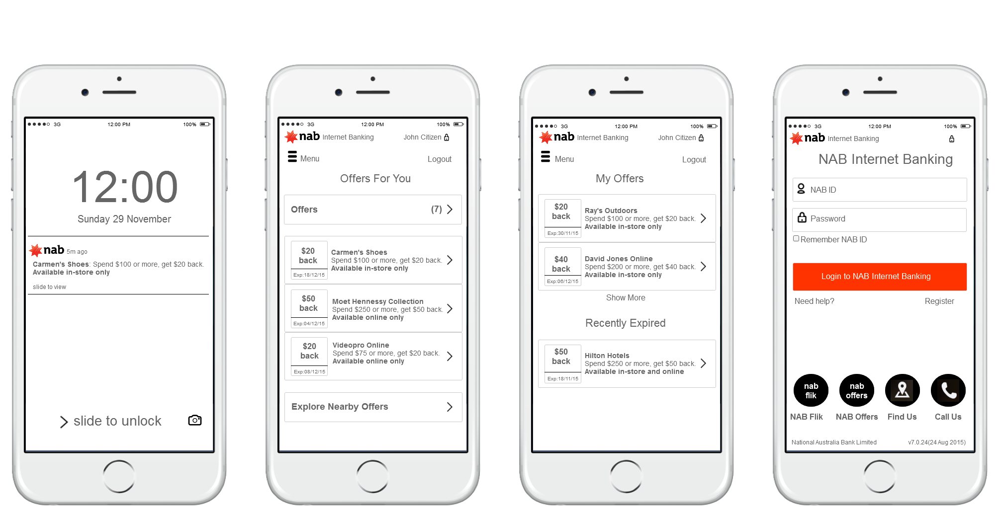 3G 12:00 PM 100%
12:00
Sunday 29 November
nab 5m ago
Carmen's Shoes: Spend $100 or more, get $20 back.
Available in-store only
slide to view
slide to unlock
3G 12:00 PM 100%
nab Internet Banking John Citizen
Menu Logout
Offers For You
Offers (7)
$20
back
Exp:18/12/15
Carmen's Shoes
Spend $100 or more, get $20 back.
Available in-store only
$50
back
Exp:04/12/15
Moet Hennessy Collection
Spend $250 or more, get $50 back.
Available online only
$20
back
Exp:08/12/15
Videopro Online
Spend $75 or more, get $20 back.
Available online only
Explore Nearby Offers
3G 12:00 PM 100%
nab Internet Banking John Citizen
Menu Logout
My Offers
$20
back
Exp:30/11/15
Ray's Outdoors
Spend $100 or more, get $20 back.
Available in-store only
$40
back
Exp:06/12/15
David Jones Online
Spend $200 or more, get $40 back.
Available in-store only
Show More
Recently Expired
$50
back
Exp:18/11/15
Hilton Hotels
Spend $250 or more, get $50 back.
Available in-store and online
3G 12:00 PM 100%
nab Internet Banking
NAB Internet Banking
NAB ID
Password
Remember NAB ID
Login to NAB Internet Banking
Need help? Register
nab
flik
nab
offers
NAB Flik NAB Offers Find Us Call Us
National Australia Bank Limited v7.0.24(24 Aug 2015)